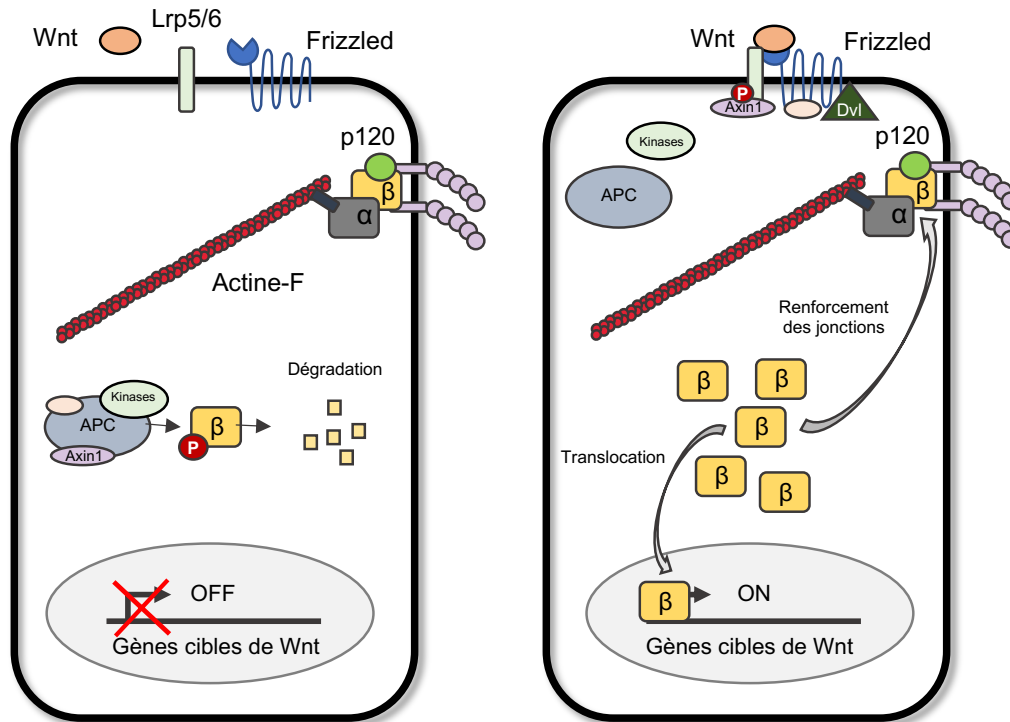 Wnt
Lrp5/6
Frizzled
p120
β
α
Actine-F
Dégradation
Kinases
APC
Axin1
β
P
OFF
Gènes cibles de Wnt
Wnt
Frizzled
P
Axin1
Dvl
Kinases
APC
p120
β
α
Renforcement
des jonctions
β
β
β
β
β
Translocation
β
ON
Gènes cibles de Wnt